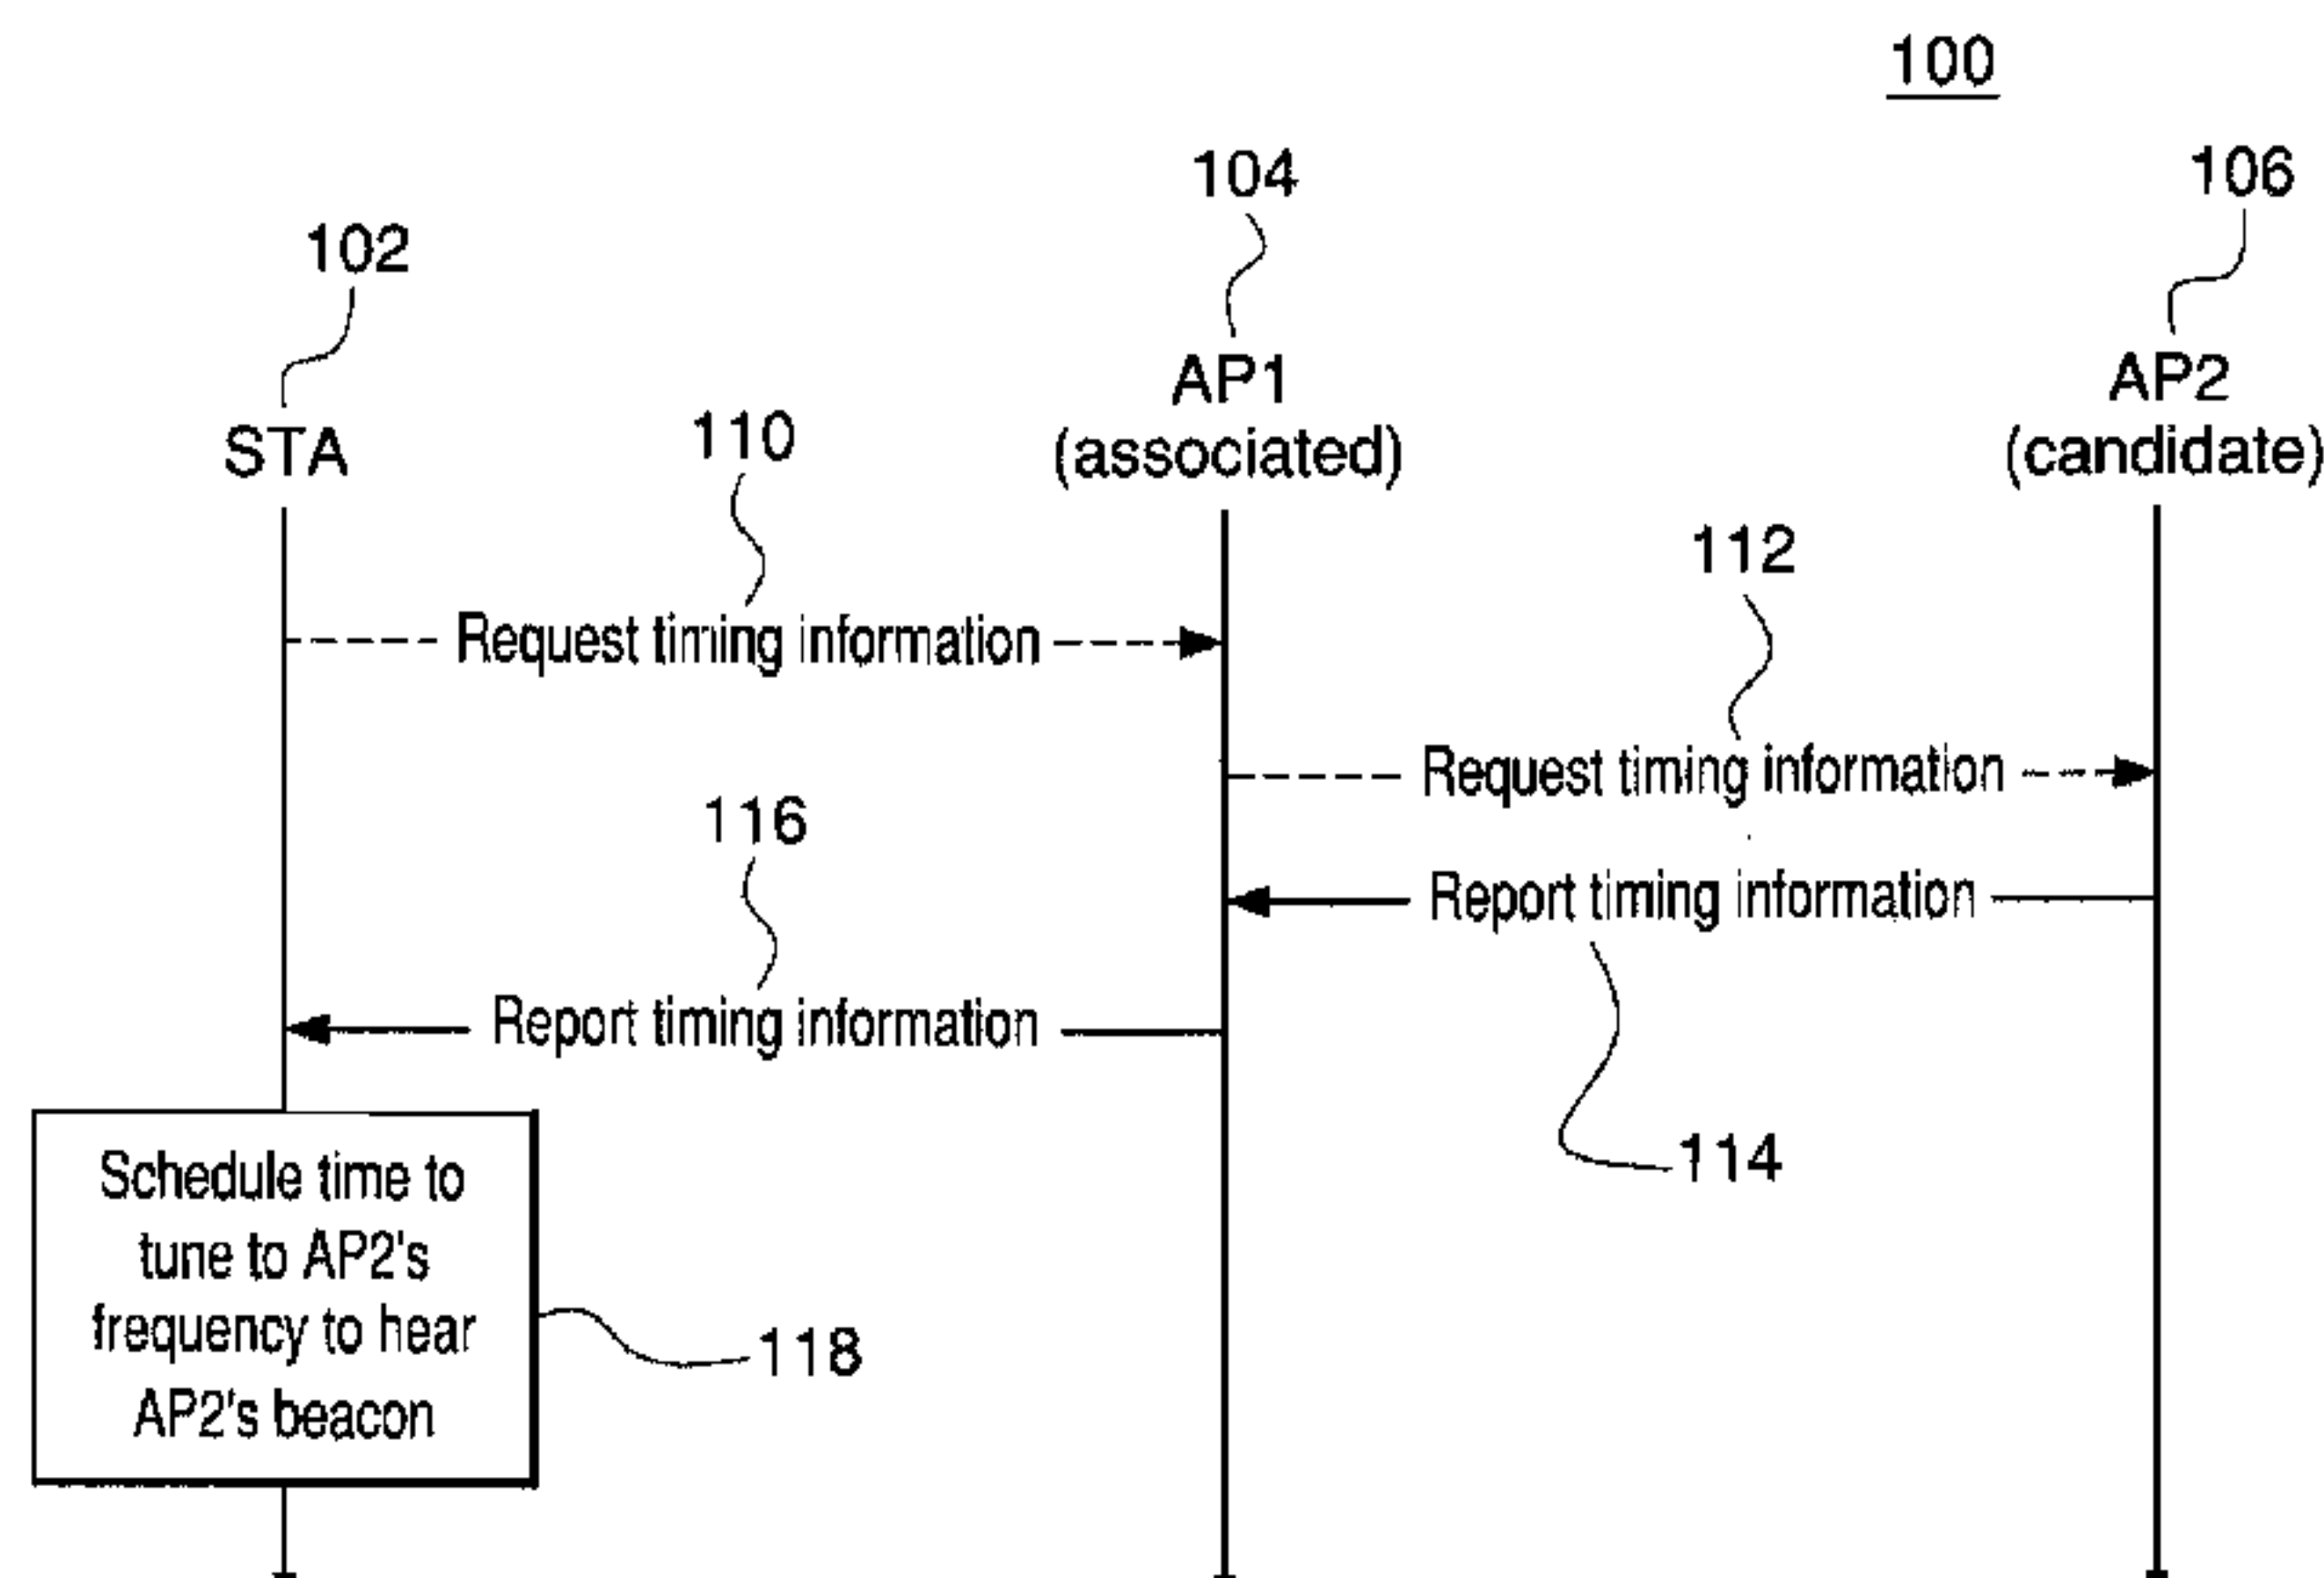 100
104
106
102
AP1
(associated)
AP2
(candidate)
STA
110
112
Request timing information
Request timing information
116
Report timing information
Report timing information
114
Schedule time to
tune to AP2's
frequency to hear
AP2's beacon
118